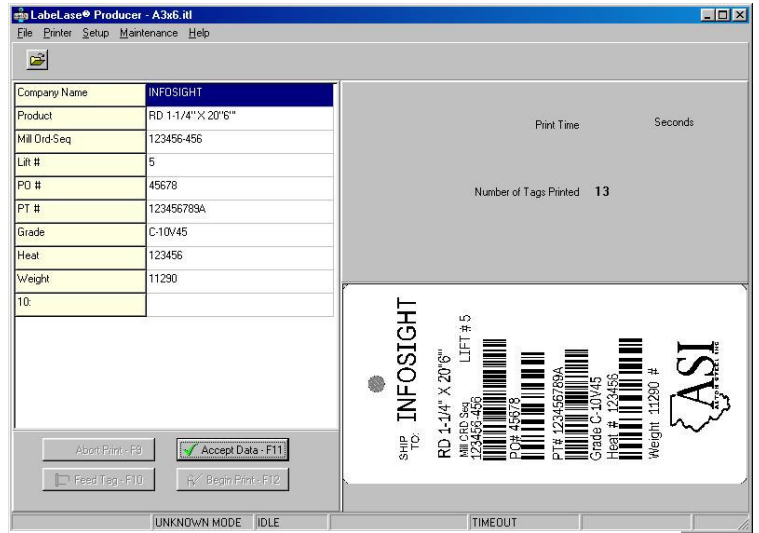 LabeLase® Producer - A3x6.itl
File Printer Setup Maintenance Help
Company Name INFOSIGHT
Product RD 1-1/4" X 20"6'"
Mill Ord-Seq 123456-456
Lift # 5
PO # 45678
PT # 123456789A
Grade C-10V45
Heat 123456
Weight 11290
10:
Print Time Seconds
Number of Tags Printed 13
SHIP TO: INFOSIGHT
RD 1-1/4" X 20"6'"
Mill ORD Seq LIFT # 5
123456-456
PO# 45678
PT# 123456789A
Grade C-10V45
Heat # 123456
Weight 11290 #
ASI
ALTON STEEL INC
Abort Print - F9
Accept Data - F11
Feed Tag - F10
Begin Print - F12
UNKNOWN MODE IDLE TIMEOUT